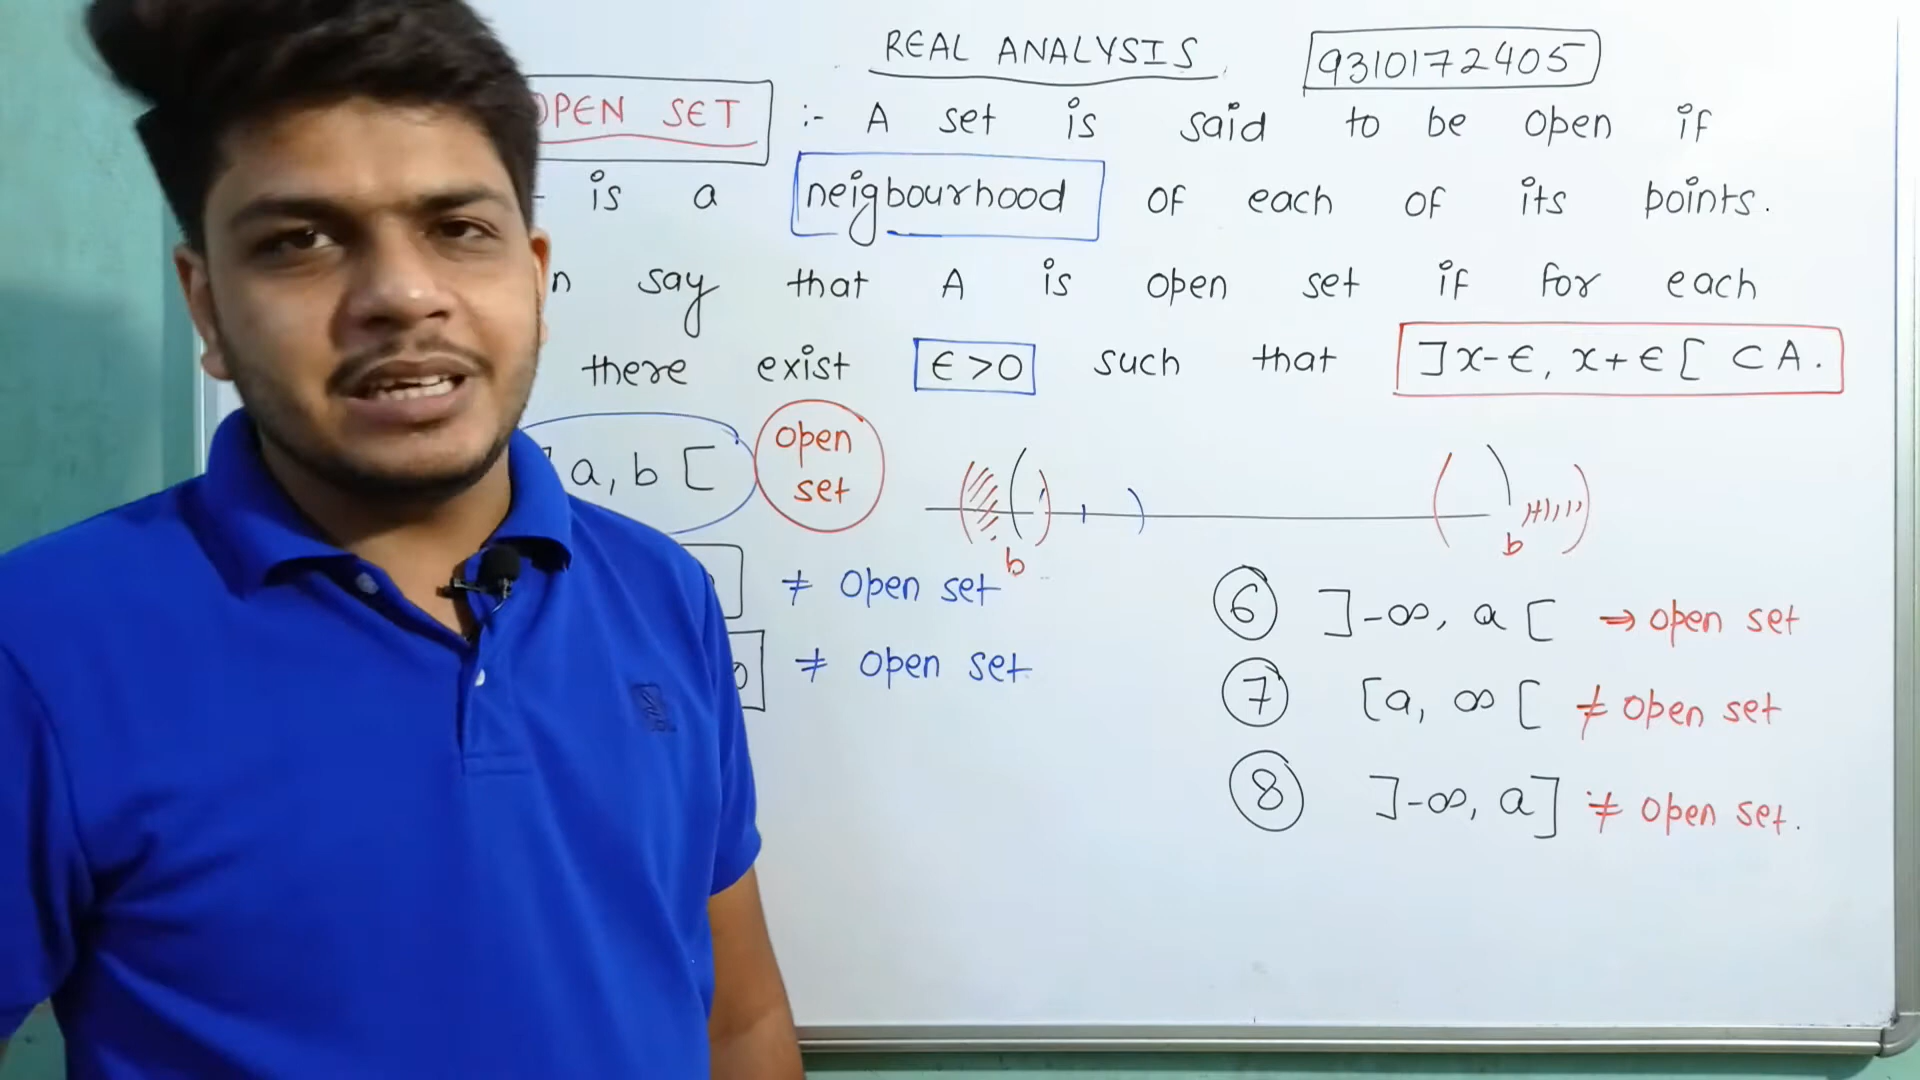 REAL ANALYSIS 9310172405
OPEN SET :- A set is said to be open if
is a neigbourhood of each of its points.
say that A is open set if for each
there exist ϵ>0 such that ]x-ϵ, x+ϵ[ ⊂ A.
a, b [ open set
b b
≠ open set
≠ open set
6 ]-∞, a [ → open set
7 [a, ∞ [ ≠ open set
8 ]-∞, a] ≠ open set.